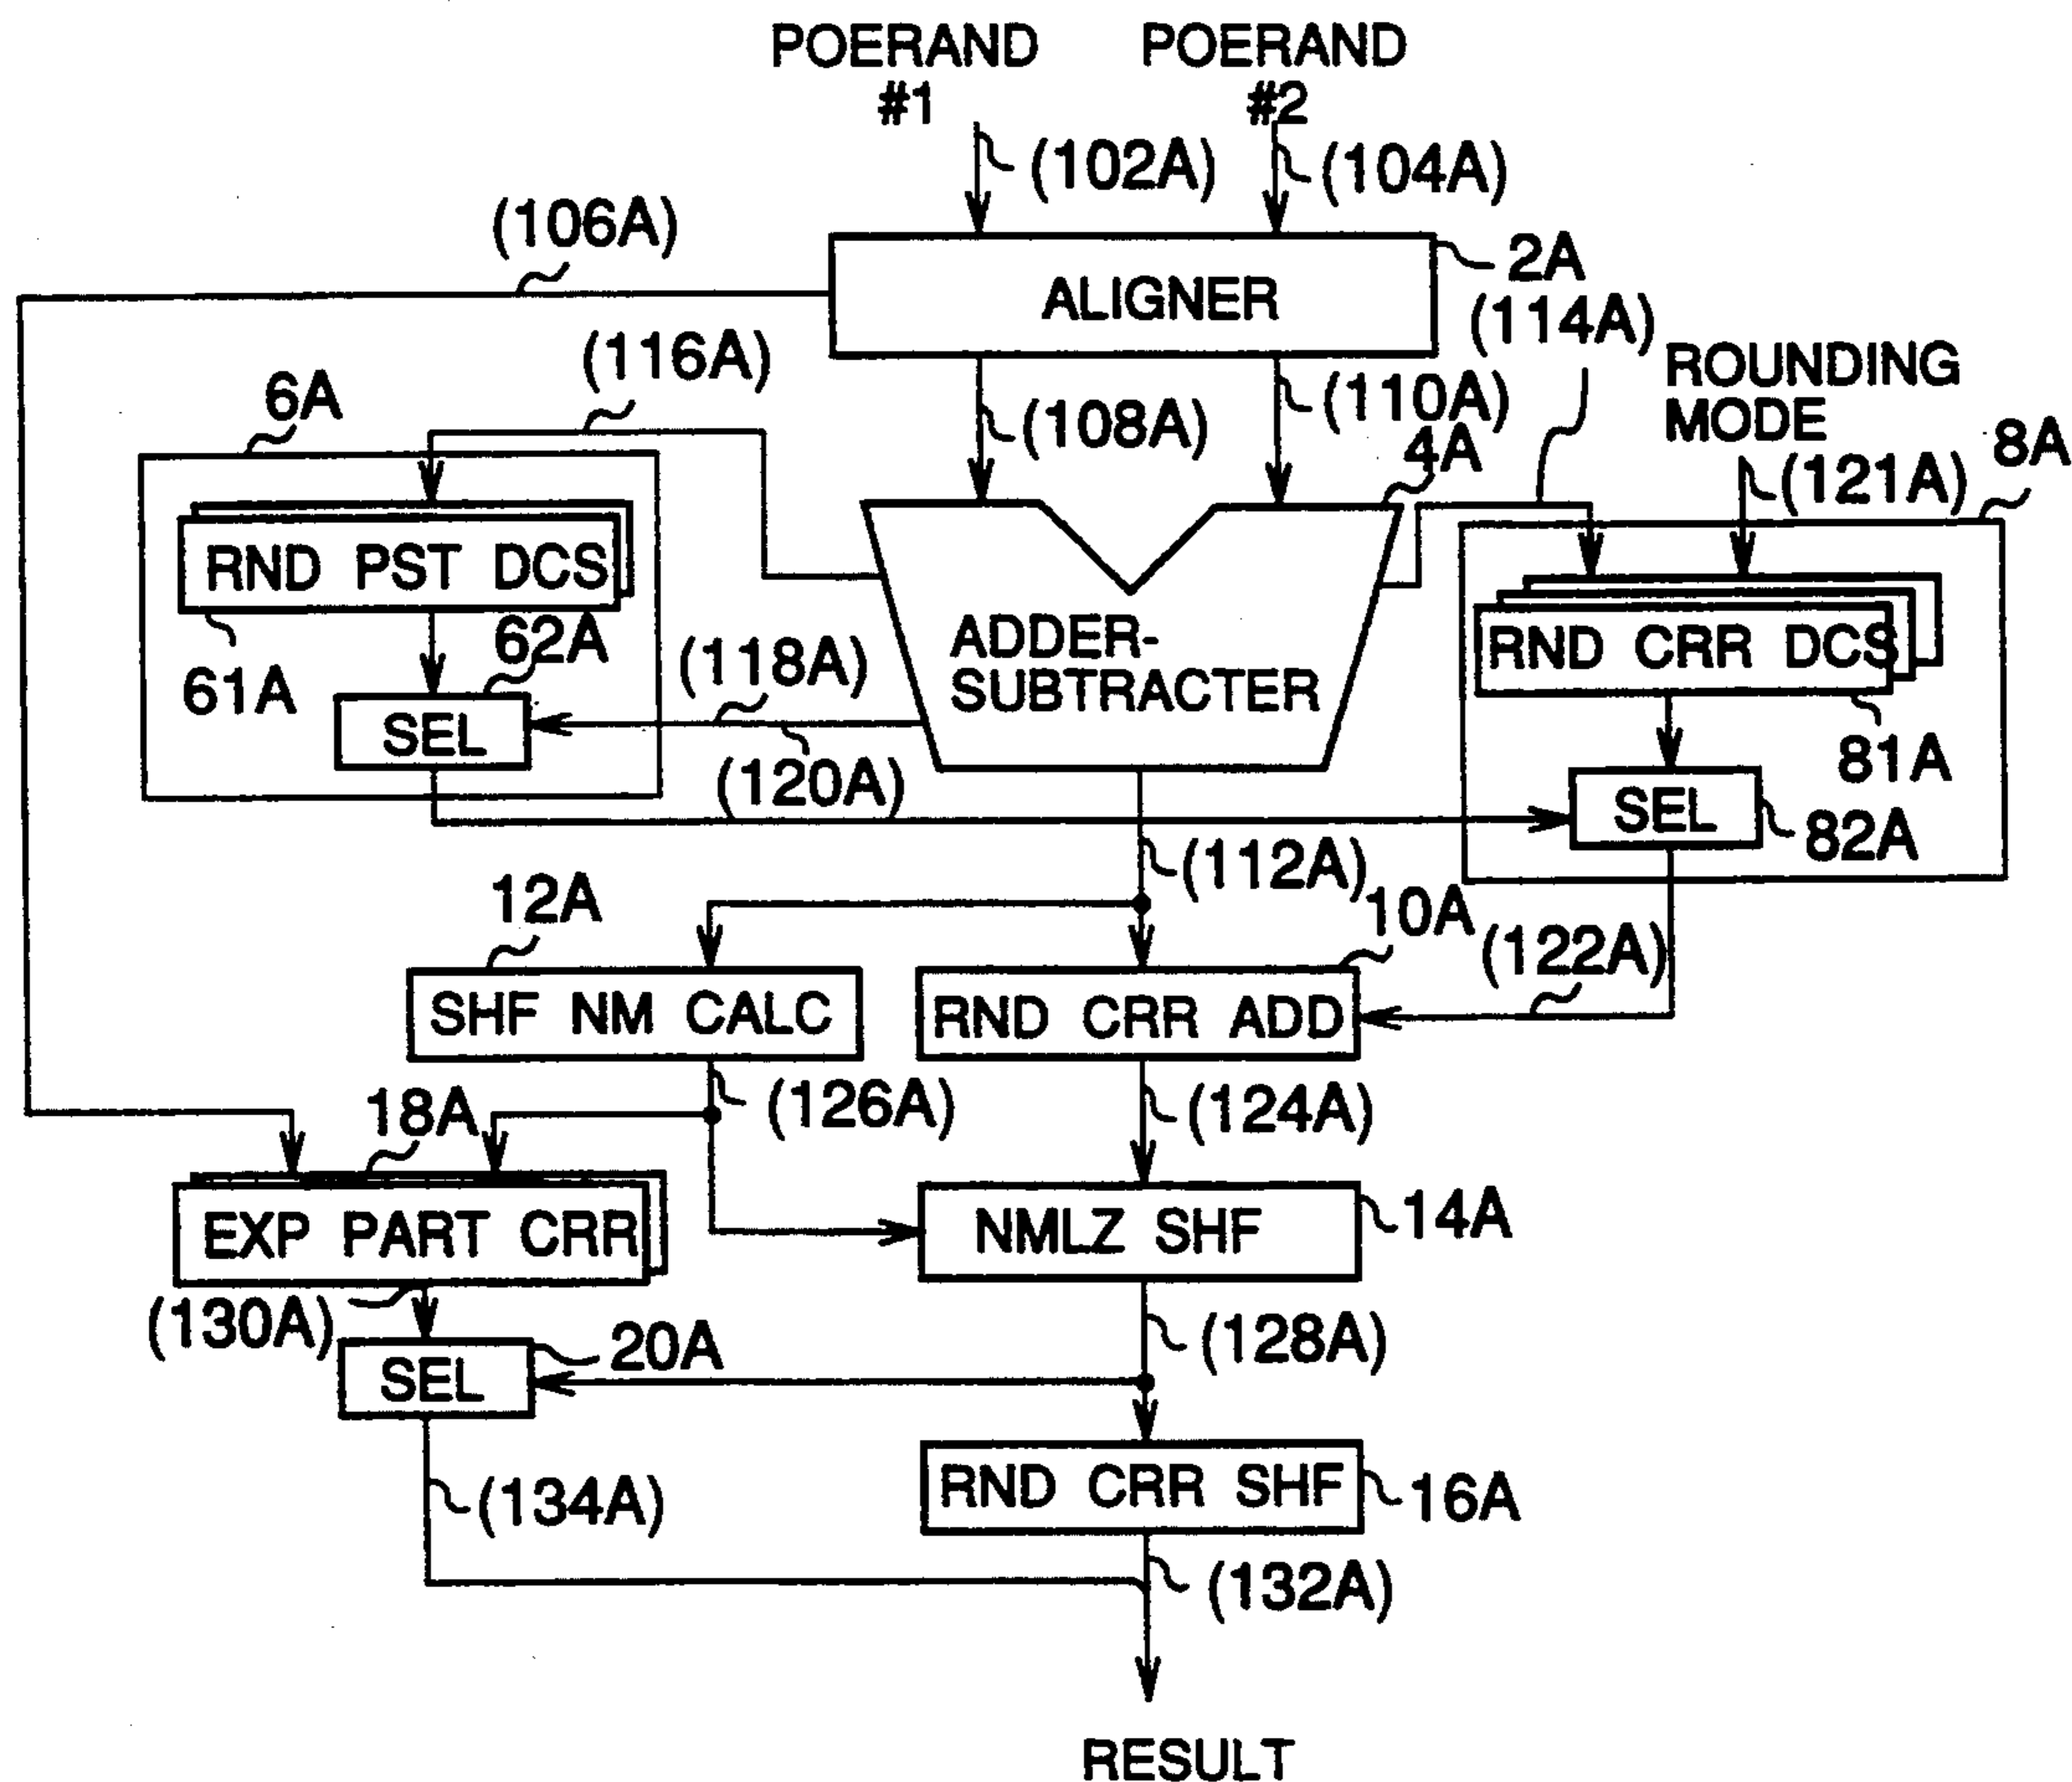 POERAND POERAND
#1 #2
(102A) (104A)
(106A)
2A
ALIGNER
(114A)
(116A)
ROUNDING
MODE
6A
(108A)
(110A)
4A
8A
(121A)
RND PST DCS
61A
62A
SEL
(118A)
(120A)
ADDER-
SUBTRACTER
RND CRR DCS
81A
SEL
82A
(112A)
12A
10A
(122A)
SHF NM CALC
RND CRR ADD
(126A)
(124A)
18A
EXP PART CRR
NMLZ SHF
14A
(130A)
20A
(128A)
SEL
RND CRR SHF
16A
(134A)
(132A)
RESULT